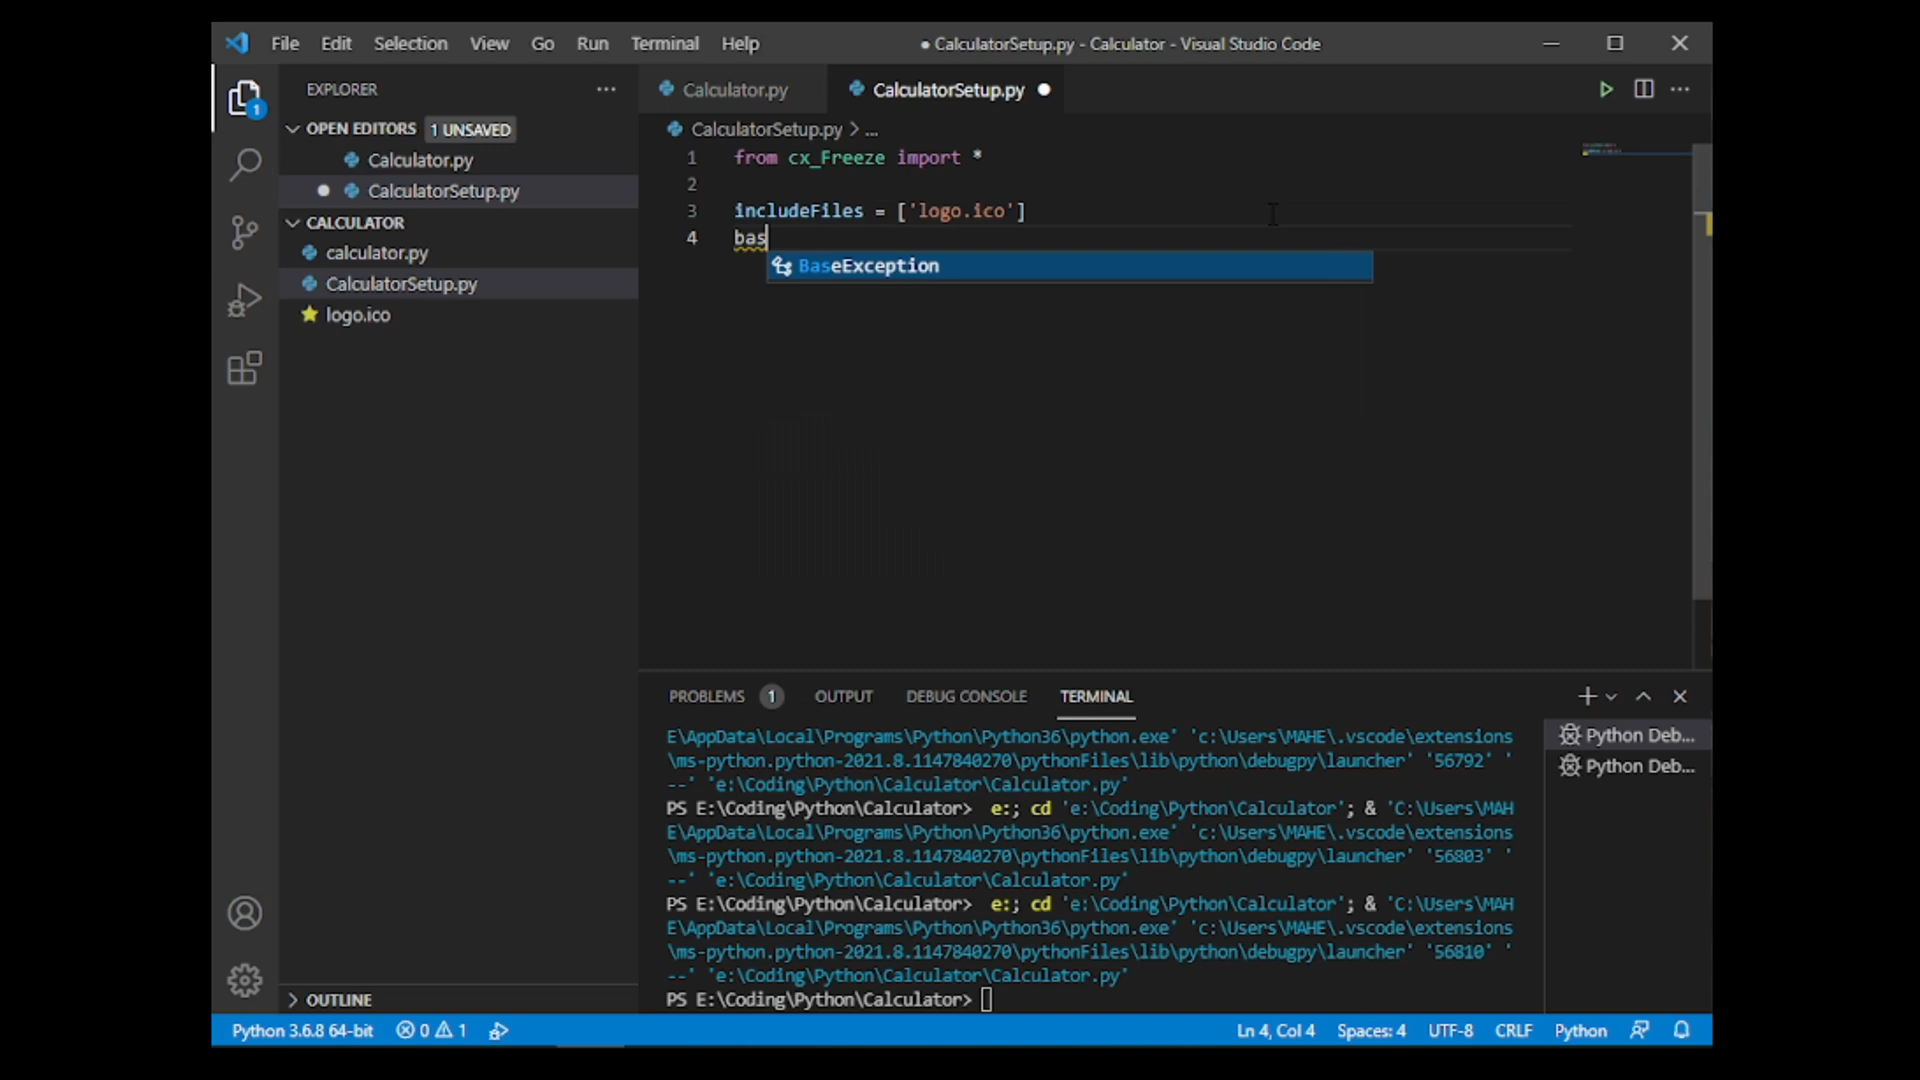 File Edit Selection View Go Run Terminal Help
● CalculatorSetup.py - Calculator - Visual Studio Code
EXPLORER
Calculator.py
CalculatorSetup.py
1
OPEN EDITORS 1 UNSAVED
Calculator.py
CalculatorSetup.py
CALCULATOR
calculator.py
CalculatorSetup.py
logo.ico
OUTLINE
CalculatorSetup.py > ...
1 from cx_Freeze import *
2
3 includeFiles = ['logo.ico']
4 bas
BaseException
PROBLEMS 1 OUTPUT DEBUG CONSOLE TERMINAL
E\AppData\Local\Programs\Python\Python36\python.exe' 'c:\Users\MAHE\.vscode\extensions
\ms-python.python-2021.8.1147840270\pythonFiles\lib\python\debugpy\launcher' '56792' '
--' 'e:\Coding\Python\Calculator\Calculator.py'
PS E:\Coding\Python\Calculator> e:; cd 'e:\Coding\Python\Calculator'; & 'C:\Users\MAH
E\AppData\Local\Programs\Python\Python36\python.exe' 'c:\Users\MAHE\.vscode\extensions
\ms-python.python-2021.8.1147840270\pythonFiles\lib\python\debugpy\launcher' '56803' '
--' 'e:\Coding\Python\Calculator\Calculator.py'
PS E:\Coding\Python\Calculator> e:; cd 'e:\Coding\Python\Calculator'; & 'C:\Users\MAH
E\AppData\Local\Programs\Python\Python36\python.exe' 'c:\Users\MAHE\.vscode\extensions
\ms-python.python-2021.8.1147840270\pythonFiles\lib\python\debugpy\launcher' '56810' '
--' 'e:\Coding\Python\Calculator\Calculator.py'
PS E:\Coding\Python\Calculator>
Python Deb...
Python Deb...
Python 3.6.8 64-bit 0 1
Ln 4, Col 4 Spaces: 4 UTF-8 CRLF Python